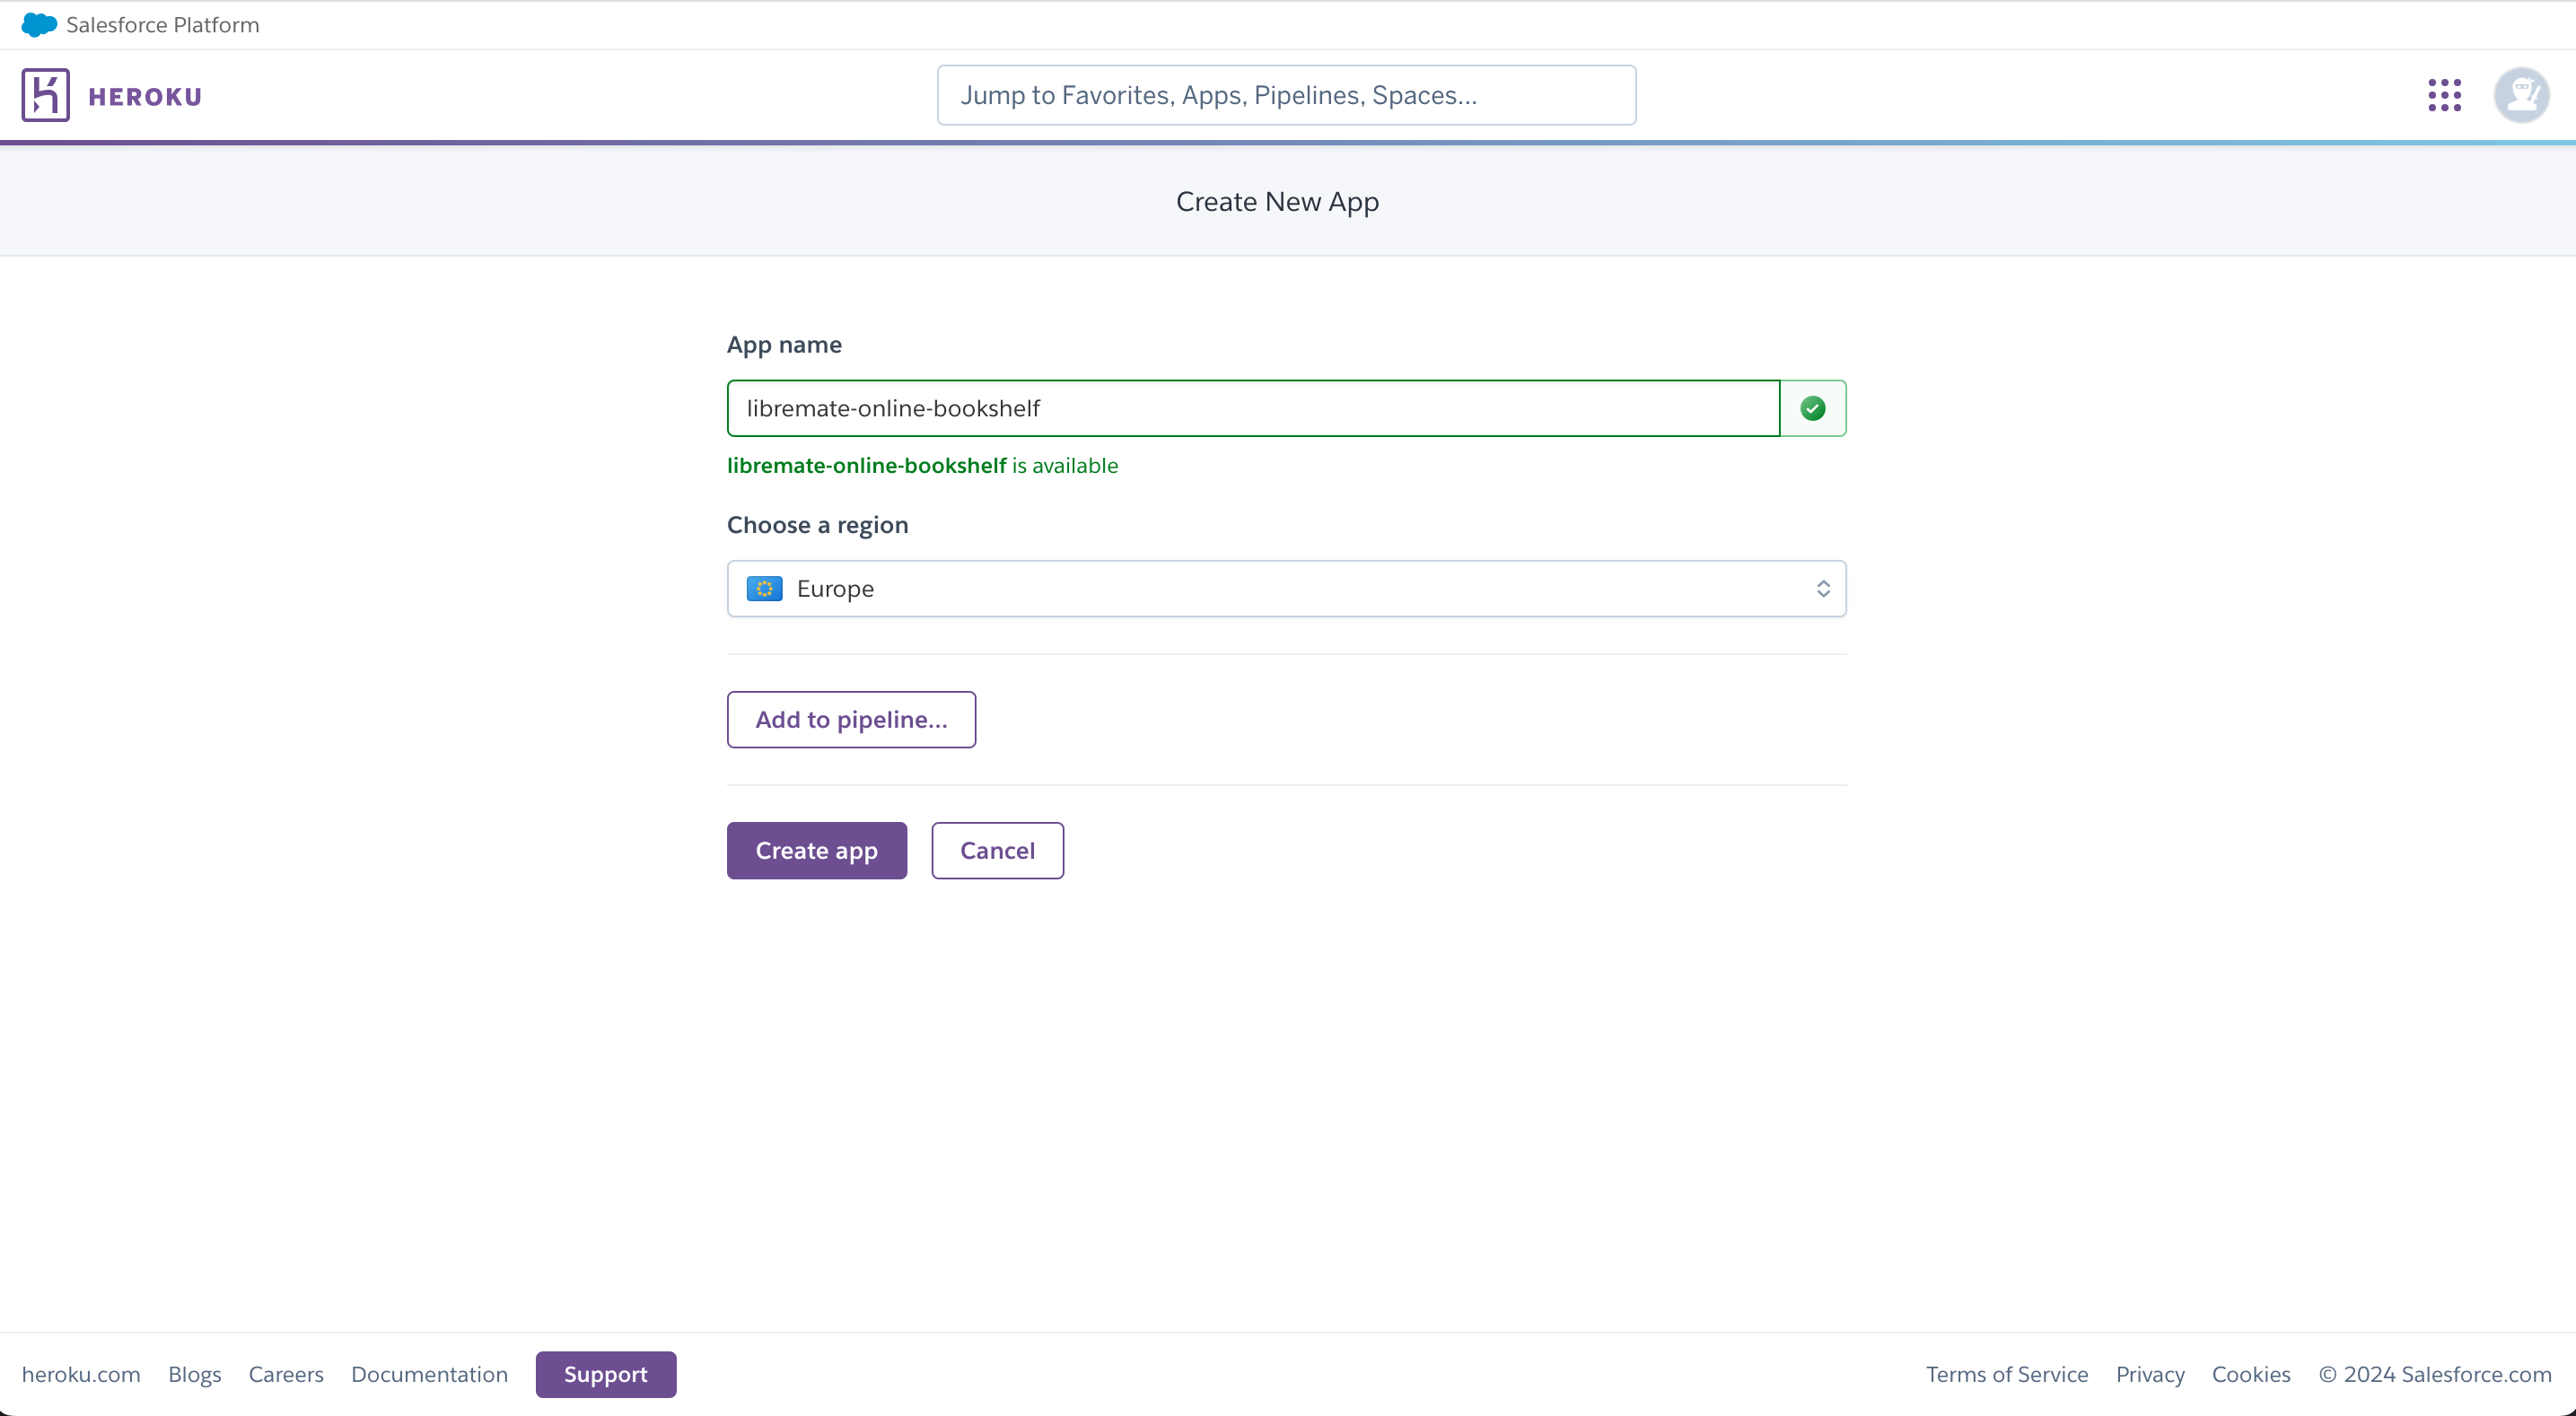 Salesforce Platform
HEROKU
Jump to Favorites, Apps, Pipelines, Spaces...
Create New App
App name
libremate-online-bookshelf
libremate-online-bookshelf is available
Choose a region
Europe
Add to pipeline...
Create app Cancel
heroku.com Blogs Careers Documentation Support Terms of Service Privacy Cookies © 2024 Salesforce.com